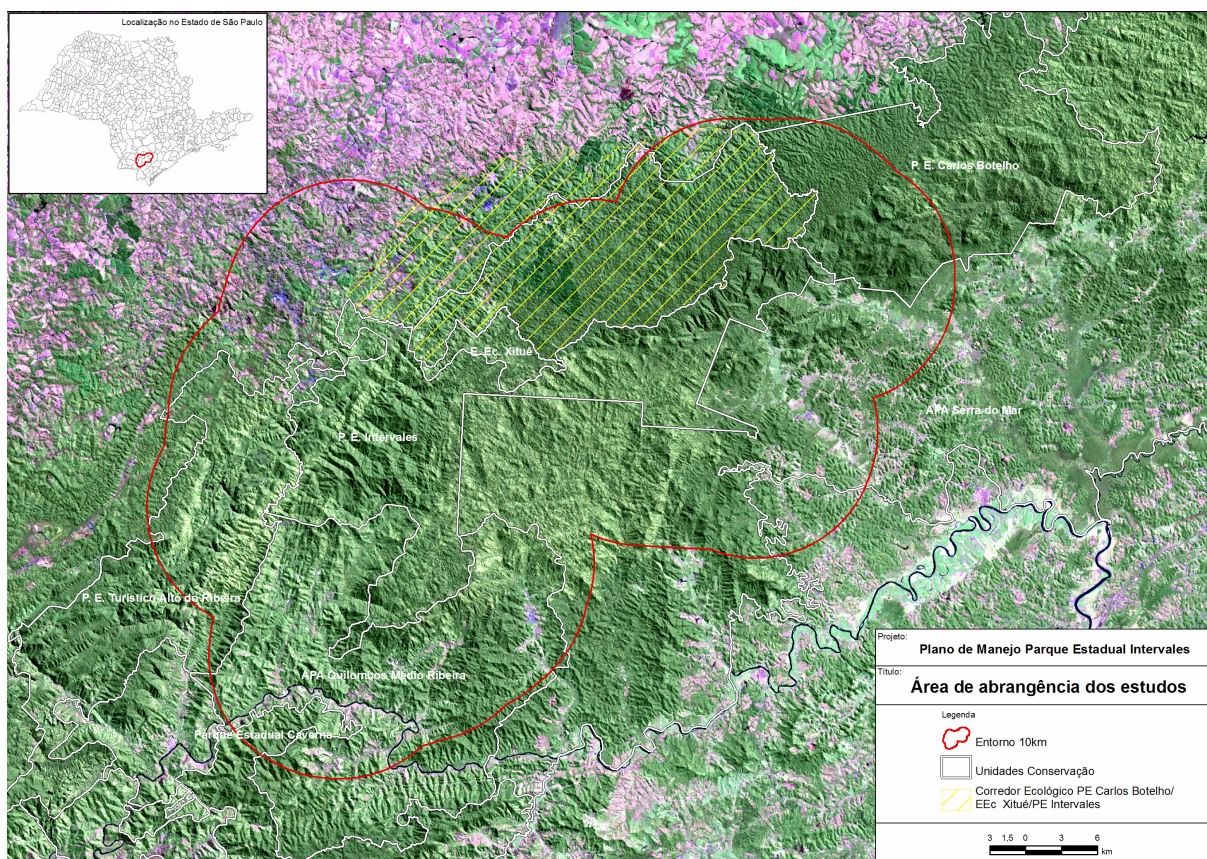 Localização no Estado de São Paulo
P. E. Carlos Botelho
E. Ec. Xitué
APA Serra do Mar
P. E. Intervales
P. E. Turistico Alto do Ribeira
APA Quilombos Médio Ribeira
Parque Estadual Caverna
Projeto:
Plano de Manejo Parque Estadual Intervales
Título:
Área de abrangência dos estudos
Legenda
Entorno 10km
Unidades Conservação
Corredor Ecológico PE Carlos Botelho/
EEc Xitué/PE Intervales
3 1,5 0 3 6
km